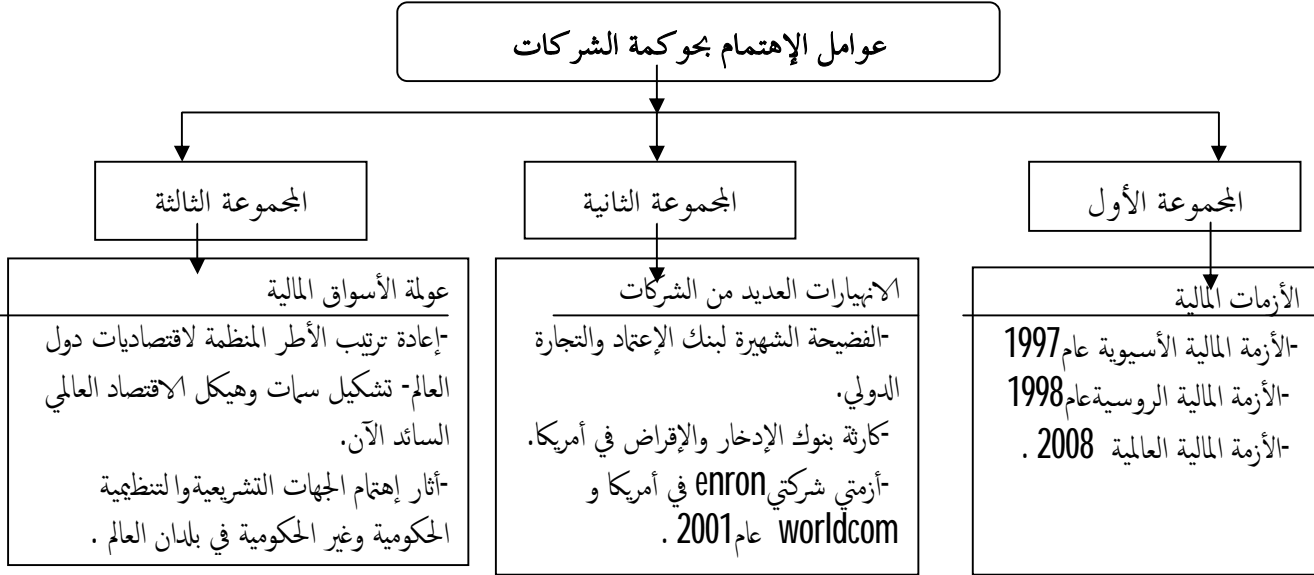 عوامل الإهتمام بحوكمة الشركات
المجموعة الأول
المجموعة الثانية
المجموعة الثالثة
الأزمات المالية
-الأزمة المالية الأسيوية عام1997
-الأزمة المالية الروسيةعام1998
-الأزمة المالية العالمية 2008 .
الانهيارات العديد من الشركات
-الفضيحة الشهيرة لبنك الإعتماد والتجارة
الدولي.
-كارثة بنوك الإدخار والإقراض في أمريكا.
-أزمتي شركتي enron في أمريكا و
worldcom عام2001 .
عولمة الأسواق المالية
-إعادة ترتيب الأطر المنظمة لاقتصاديات دول
العالم- تشكيل سمات وهيكل الاقتصاد العالمي
السائد الآن.
-أثار إهتمام الجهات التشريعيةوالتنظيمية
الحكومية وغير الحكومية في بلدان العالم .